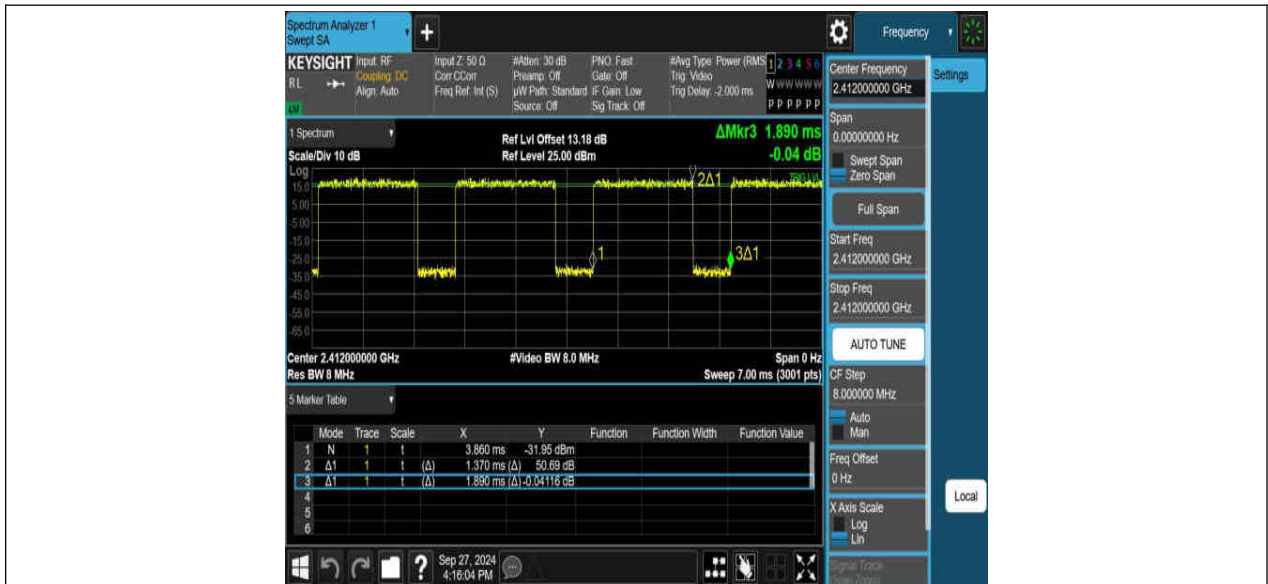 Spectrum Analyzer 1
Swept SA
+
Frequency
KEYSIGHT
RL
Input: RF
Coupling: DC
Align: Auto
Input Z: 50 Ω
Corr CCorr
Freq Ref: Int (S)
#Atten: 30 dB
Preamp: Off
µW Path: Standard
Source: Off
PNO: Fast
Gate: Off
IF Gain: Low
Sig Track: Off
#Avg Type: Power (RMS
Trig: Video
Trig Delay: -2.000 ms
1 2 3 4 5 6
W W W W W W
P P P P P P
1 Spectrum
Scale/Div 10 dB
Ref Lvl Offset 13.18 dB
Ref Level 25.00 dBm
ΔMkr3 1.890 ms
-0.04 dB
Log
15.0
5.00
-5.00
-15.0
-25.0
-35.0
-45.0
-55.0
-65.0
2Δ1
TRIG LVL
1
3Δ1
Center 2.412000000 GHz
#Video BW 8.0 MHz
Span 0 Hz
Res BW 8 MHz
Sweep 7.00 ms (3001 pts)
5 Marker Table
Mode Trace Scale X Y Function Function Width Function Value
1 N 1 t 3.860 ms -31.95 dBm
2 Δ1 1 t (Δ) 1.370 ms (Δ) 50.69 dB
3 Δ1 1 t (Δ) 1.890 ms (Δ) -0.04116 dB
4
5
6
Sep 27, 2024
4:16:04 PM
Center Frequency
2.412000000 GHz
Settings
Span
0.00000000 Hz
Swept Span
Zero Span
Full Span
Start Freq
2.412000000 GHz
Stop Freq
2.412000000 GHz
AUTO TUNE
CF Step
8.000000 MHz
Auto
Man
Freq Offset
0 Hz
X Axis Scale
Log
Lin
Local
Signal Track
(Span Zoom)